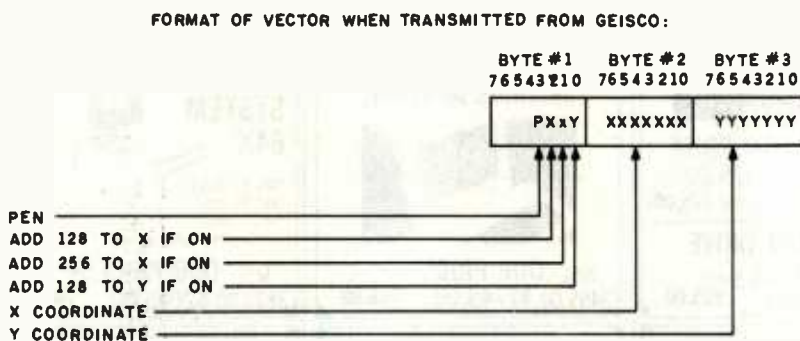 FORMAT OF VECTOR WHEN TRANSMITTED FROM GEISCO:
BYTE #1 BYTE #2 BYTE #3
76543210 76543210 76543210
PXxY XXXXXXX YYYYYYY
PEN
ADD 128 TO X IF ON
ADD 256 TO X IF ON
ADD 128 TO Y IF ON
X COORDINATE
Y COORDINATE